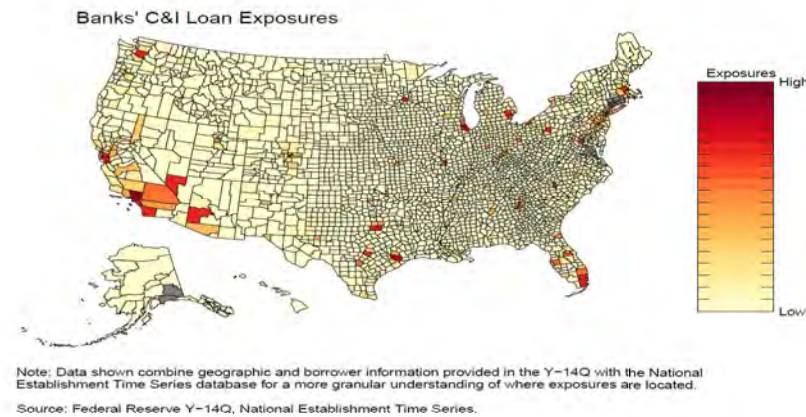 Banks' C&I Loan Exposures
Exposures
High
Low
Note: Data shown combine geographic and borrower information provided in the Y−14Q with the National
Establishment Time Series database for a more granular understanding of where exposures are located.
Source: Federal Reserve Y−14Q, National Establishment Time Series.